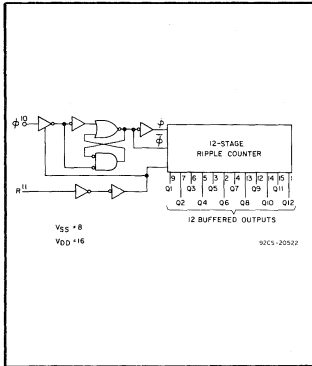 ϕ 10
ϕ
ϕ̄
12-STAGE
RIPPLE COUNTER
R 11
9 7 6 5 3 2 4 13 12 14 15 1
Q1 Q3 Q5 Q7 Q9 Q11
Q2 Q4 Q6 Q8 Q10 Q12
12 BUFFERED OUTPUTS
VSS = 8
VDD = 16
92CS-20522